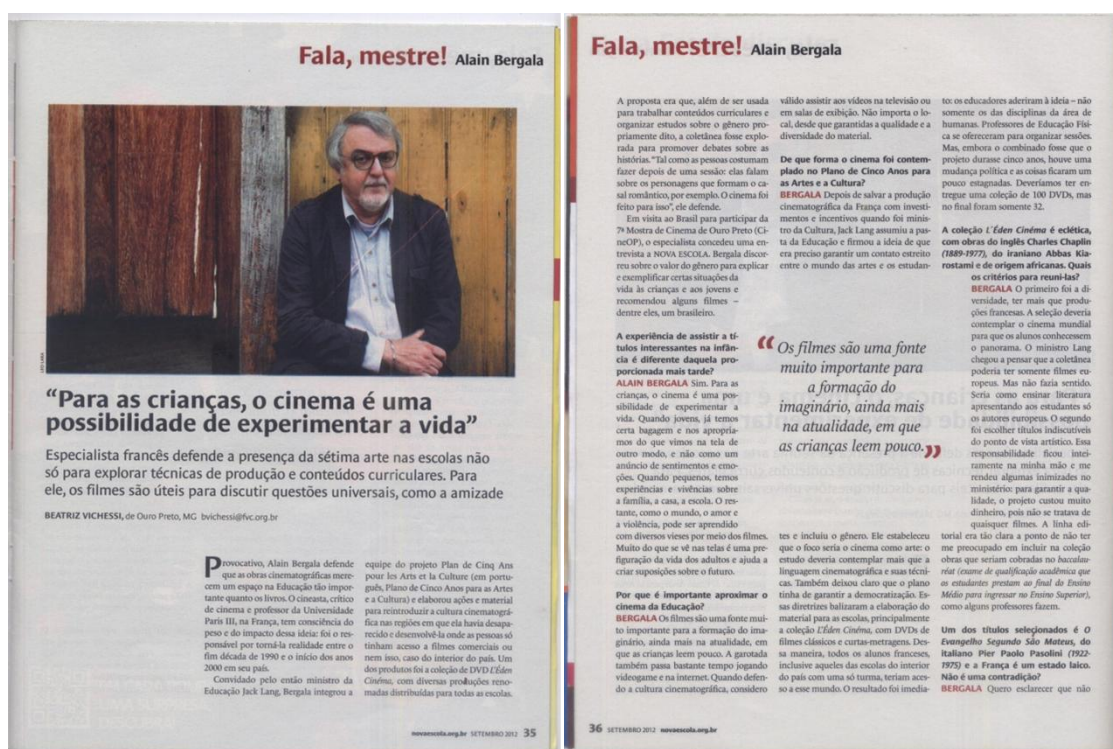 Fala, mestre! Alain Bergala
“Para as crianças, o cinema é uma
possibilidade de experimentar a vida”
Especialista francês defende a presença da sétima arte nas escolas não
só para explorar técnicas de produção e conteúdos curriculares. Para
ele, os filmes são úteis para discutir questões universais, como a amizade
BEATRIZ VICHESSI, de Ouro Preto, MG bvichessi@fvc.org.br
Provocativo, Alain Bergala defende
que as obras cinematográficas mere-
cem um espaço na Educação tão impor-
tante quanto os livros. O cineasta, crítico
de cinema e professor da Universidade
Paris III, na França, tem consciência do
peso e do impacto dessa ideia: foi o res-
ponsável por torná-la realidade entre o
fim década de 1990 e o início dos anos
2000 em seu país.
Convidado pelo então ministro da
Educação Jack Lang, Bergala integrou a
equipe do projeto Plan de Cinq Ans
pour les Arts et la Culture (em portu-
guês, Plano de Cinco Anos para as Artes
e a Cultura) e elaborou ações e material
para reintroduzir a cultura cinematográ-
fica nas regiões em que ela havia desapa-
recido e desenvolvê-la onde as pessoas só
tinham acesso a filmes comerciais ou
nem isso, caso do interior do país. Um
dos produtos foi a coleção de DVD L'Éden
Cinéma, com diversas produções reno-
madas distribuídas para todas as escolas.
novaescola.org.br SETEMBRO 2012 35
Fala, mestre! Alain Bergala
A proposta era que, além de ser usada
para trabalhar conteúdos curriculares e
organizar estudos sobre o gênero pro-
priamente dito, a coletânea fosse explo-
rada para promover debates sobre as
histórias. “Tal como as pessoas costumam
fazer depois de uma sessão: elas falam
sobre os personagens que formam o ca-
sal romântico, por exemplo. O cinema foi
feito para isso”, ele defende.
Em visita ao Brasil para participar da
7ª Mostra de Cinema de Ouro Preto (Ci-
neOP), o especialista concedeu uma en-
trevista a NOVA ESCOLA. Bergala discor-
reu sobre o valor do gênero para explicar
e exemplificar certas situações da
vida às crianças e aos jovens e
recomendou alguns filmes –
dentre eles, um brasileiro.
A experiência de assistir a tí-
tulos interessantes na infân-
cia é diferente daquela pro-
porcionada mais tarde?
ALAIN BERGALA Sim. Para as
crianças, o cinema é uma pos-
sibilidade de experimentar a
vida. Quando jovens, já temos
certa bagagem e nos apropria-
mos do que vimos na tela de
outro modo, e não como um
anúncio de sentimentos e emo-
ções. Quando pequenos, temos
experiências e vivências sobre
a família, a casa, a escola. O res-
tante, como o mundo, o amor e
a violência, pode ser aprendido
com diversos vieses por meio dos filmes.
Muito do que se vê nas telas é uma pre-
figuração da vida dos adultos e ajuda a
criar suposições sobre o futuro.
Por que é importante aproximar o
cinema da Educação?
BERGALA Os filmes são uma fonte mui-
to importante para a formação do ima-
ginário, ainda mais na atualidade, em
que as crianças leem pouco. A garotada
também passa bastante tempo jogando
videogame e na internet. Quando defen-
do a cultura cinematográfica, considero
válido assistir aos vídeos na televisão ou
em salas de exibição. Não importa o lo-
cal, desde que garantidas a qualidade e a
diversidade do material.
De que forma o cinema foi contem-
plado no Plano de Cinco Anos para
as Artes e a Cultura?
BERGALA Depois de salvar a produção
cinematográfica da França com investi-
mentos e incentivos quando foi minis-
tro da Cultura, Jack Lang assumiu a pas-
ta da Educação e firmou a ideia de que
era preciso garantir um contato estreito
entre o mundo das artes e os estudan-
“Os filmes são uma fonte
muito importante para
a formação do
imaginário, ainda mais
na atualidade, em que
as crianças leem pouco.”
tes e incluiu o gênero. Ele estabeleceu
que o foco seria o cinema como arte: o
estudo deveria contemplar mais que a
linguagem cinematográfica e suas técni-
cas. Também deixou claro que o plano
tinha de garantir a democratização. Es-
sas diretrizes balizaram a elaboração do
material para as escolas, principalmente
a coleção L'Éden Cinéma, com DVDs de
filmes clássicos e curtas-metragens. Des-
sa maneira, todos os alunos franceses,
inclusive aqueles das escolas do interior
do país com uma só turma, teriam aces-
so a esse mundo. O resultado foi imedia-
to: os educadores aderiram à ideia – não
somente os das disciplinas da área de
humanas. Professores de Educação Físi-
ca se ofereceram para organizar sessões.
Mas, embora o combinado fosse que o
projeto durasse cinco anos, houve uma
mudança política e as coisas ficaram um
pouco estagnadas. Deveríamos ter en-
tregue uma coleção de 100 DVDs, mas
no final foram somente 32.
A coleção L'Éden Cinéma é eclética,
com obras do inglês Charles Chaplin
(1889-1977), do iraniano Abbas Kia-
rostami e de origem africanas. Quais
os critérios para reuni-las?
BERGALA O primeiro foi a di-
versidade, ter mais que produ-
ções francesas. A seleção deveria
contemplar o cinema mundial
para que os alunos conhecessem
o panorama. O ministro Lang
chegou a pensar que a coletânea
poderia ter somente filmes eu-
ropeus. Mas não fazia sentido.
Seria como ensinar literatura
apresentando aos estudantes só
os autores europeus. O segundo
foi escolher títulos indiscutíveis
do ponto de vista artístico. Essa
responsabilidade ficou intei-
ramente na minha mão e me
rendeu algumas inimizades no
ministério: para garantir a qua-
lidade, o projeto custou muito
dinheiro, pois não se tratava de
quaisquer filmes. A linha edi-
torial era tão clara a ponto de não ter
me preocupado em incluir na coleção
obras que seriam cobradas no baccalau-
réat (exame de qualificação acadêmica que
os estudantes prestam ao final do Ensino
Médio para ingressar no Ensino Superior),
como alguns professores fazem.
Um dos títulos selecionados é O
Evangelho Segundo São Mateus, do
italiano Pier Paolo Pasolini (1922-
1975) e a França é um estado laico.
Não é uma contradição?
BERGALA Quero esclarecer que não
36 SETEMBRO 2012 novaescola.org.br